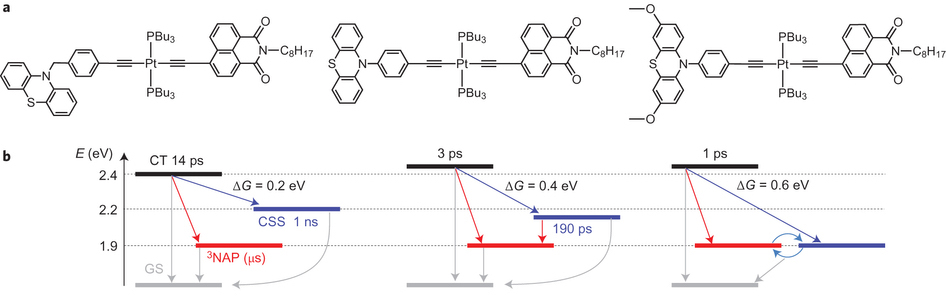 a
O
PBu3
N
Pt
N
C8H17
S
PBu3
O
O
S
PBu3
N
Pt
N
C8H17
PBu3
O
O
O
PBu3
S
N
Pt
N
C8H17
PBu3
O
O
b
E (eV)
2.4
2.2
1.9
CT 14 ps
ΔG = 0.2 eV
CSS 1 ns
3NAP (μs)
GS
3 ps
ΔG = 0.4 eV
190 ps
1 ps
ΔG = 0.6 eV